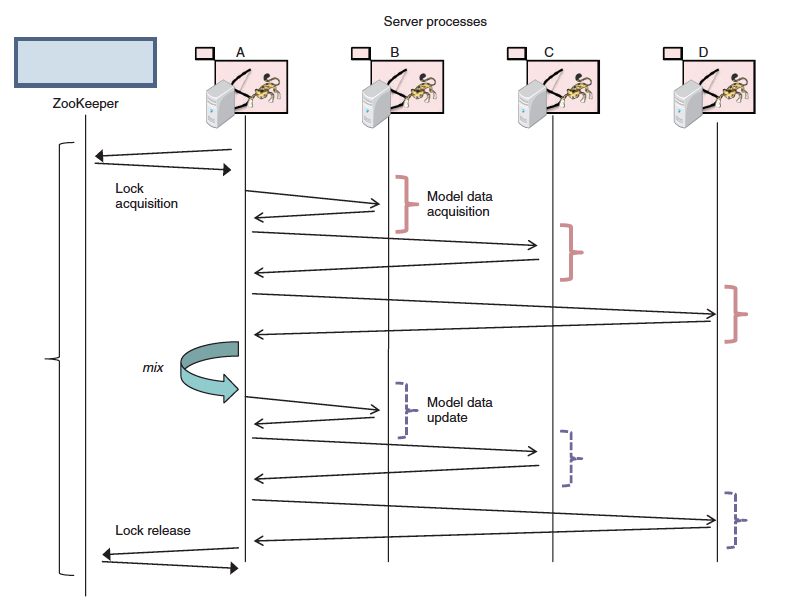 Server processes
A
B
C
D
ZooKeeper
Lock
acquisition
Model data
acquisition
mix
Model data
update
Lock release